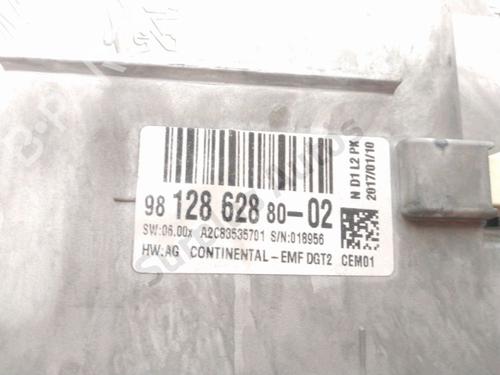 98 128 628 80-02
SW:06.00x A2C83535701 S/N:018956
HW:AG CONTINENTAL-EMF DGT2 CEM01
N D1 L2 PK
2017/01/10